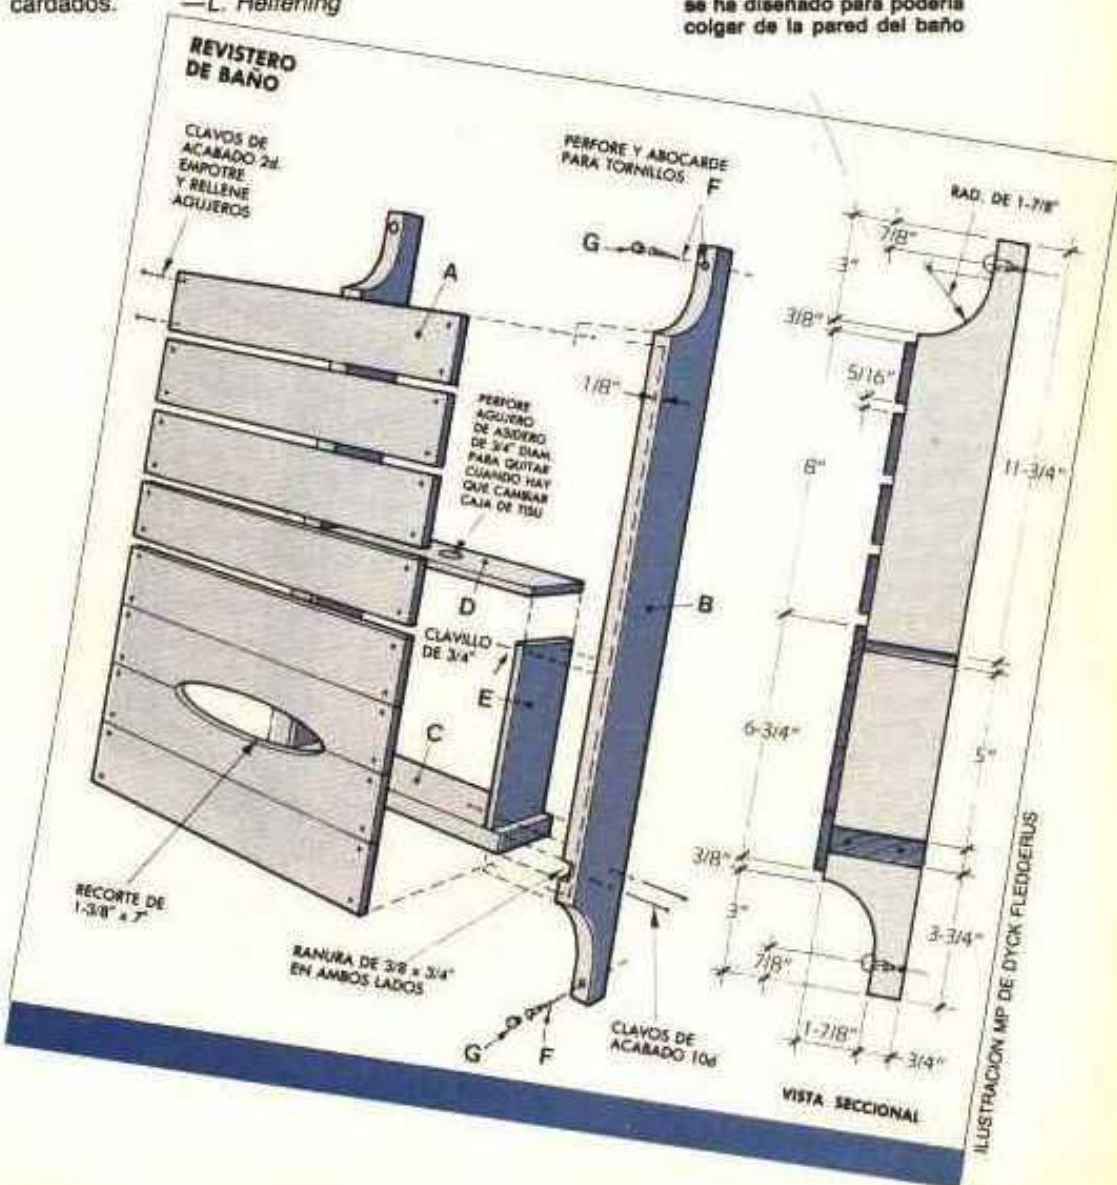 cardados.
—L. Hellerling
se ha diseñado para poderla
colgar de la pared del baño
REVISTERO
DE BAÑO
CLAVOS DE
ACABADO 2d.
EMPOTRE
Y RELLENE
AGUJEROS
PERFORE Y ABOCARDE
PARA TORNILLOS
F
G
A
RAD. DE 1-7/8"
7/8"
3"
3/8"
5/16"
1/8"
8"
11-3/4"
PERFORE
AGUJERO
DE ASIDERO
DE 3/4" DIAM.
PARA QUITAR
CUANDO HAY
QUE CAMBIAR
CAJA DE TISU
D
B
CLAVILLO
DE 3/4"
E
C
6-3/4"
5"
3/8"
3"
7/8"
3-3/4"
1-7/8"
3/4"
RECORTE DE
1-3/8" x 7"
RANURA DE 3/8 x 3/4"
EN AMBOS LADOS
G
F
CLAVOS DE
ACABADO 10d
VISTA SECCIONAL
ILUSTRACION MP DE DYCK FLEDDERUS